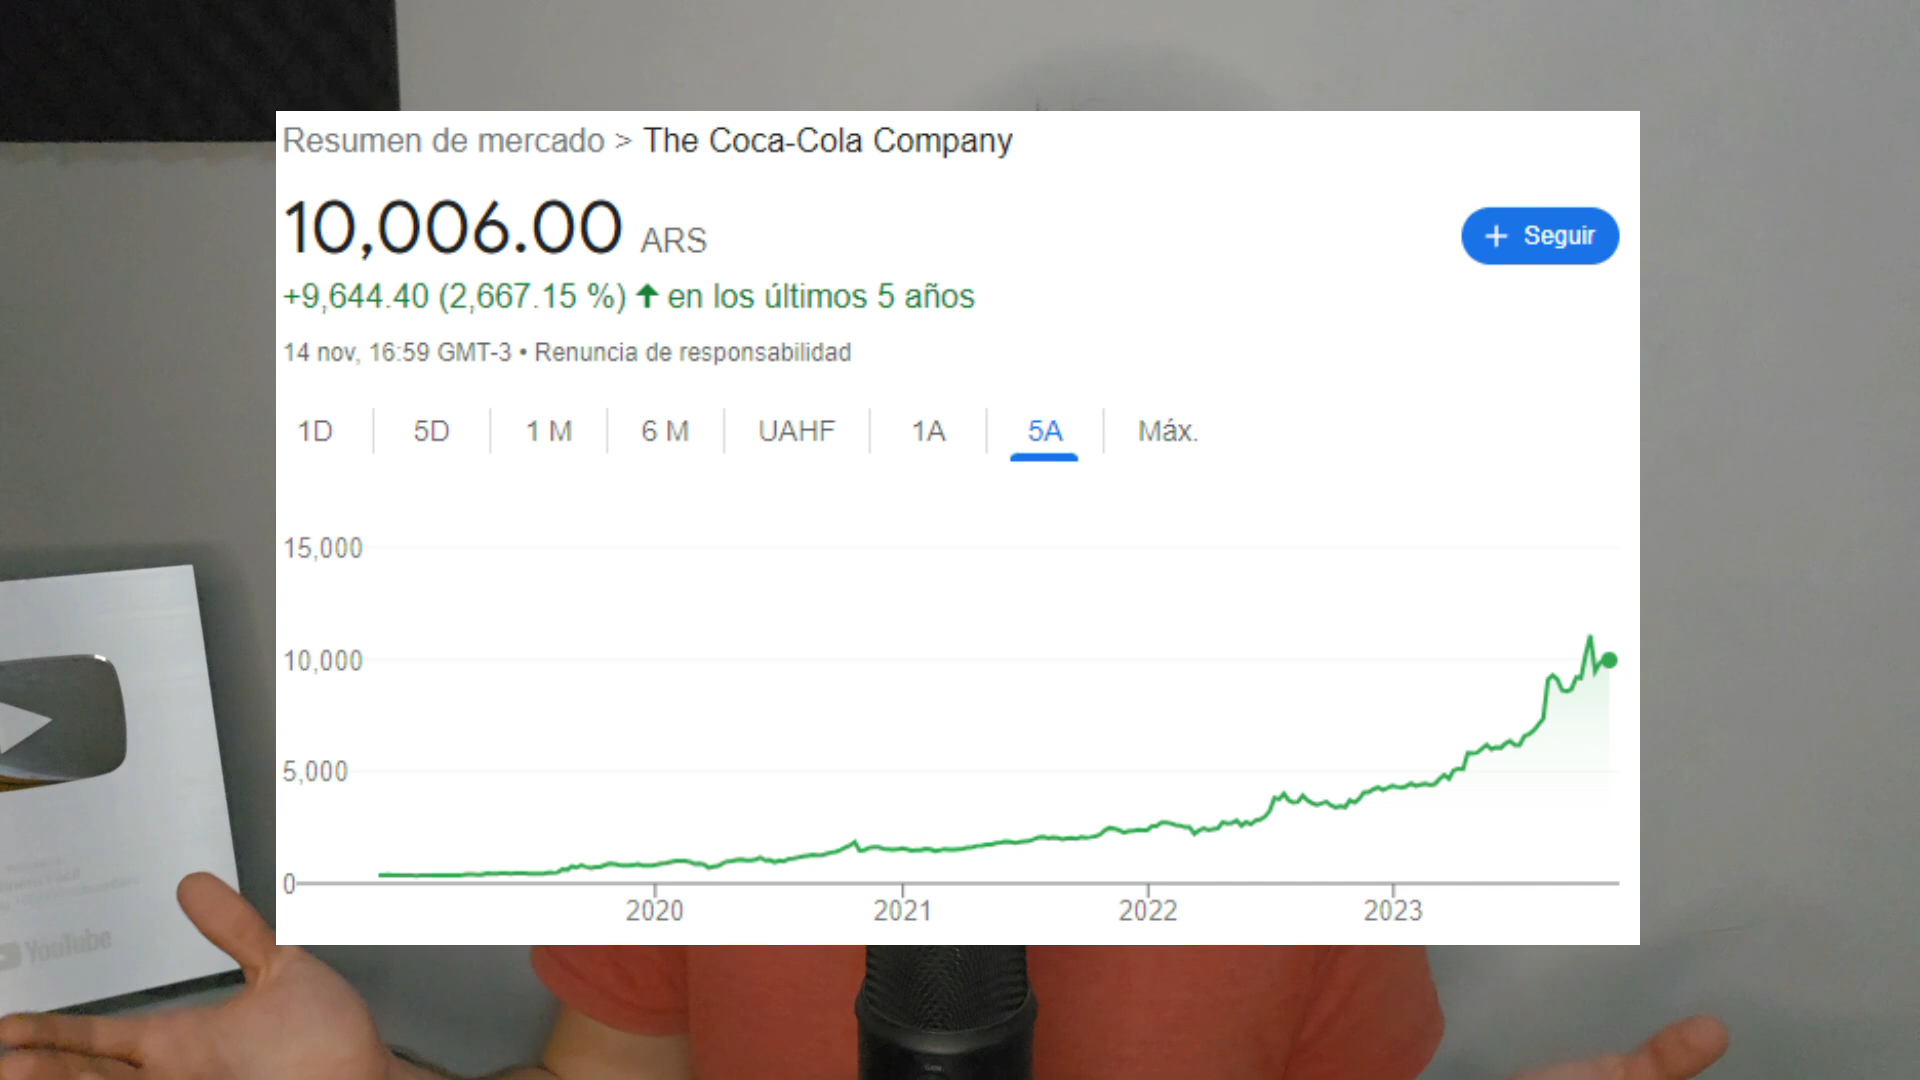 Resumen de mercado > The Coca-Cola Company
10,006.00 ARS
+ Seguir
+9,644.40 (2,667.15 %) ↑ en los últimos 5 años
14 nov, 16:59 GMT-3 • Renuncia de responsabilidad
1D 5D 1 M 6 M UAHF 1A 5A Máx.
15,000
10,000
5,000
0
2020 2021 2022 2023
YouTube